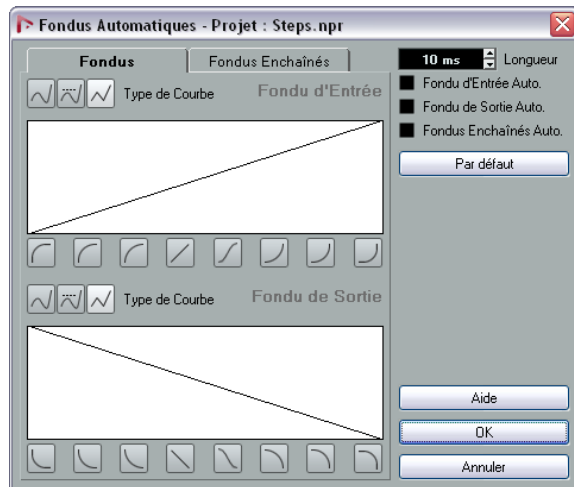 Fondus Automatiques - Projet : Steps.npr
Fondus
Fondus Enchaînés
10 ms
Longueur
Type de Courbe
Fondu d'Entrée
Fondu d'Entrée Auto.
Fondu de Sortie Auto.
Fondus Enchaînés Auto.
Par défaut
Type de Courbe
Fondu de Sortie
Aide
OK
Annuler